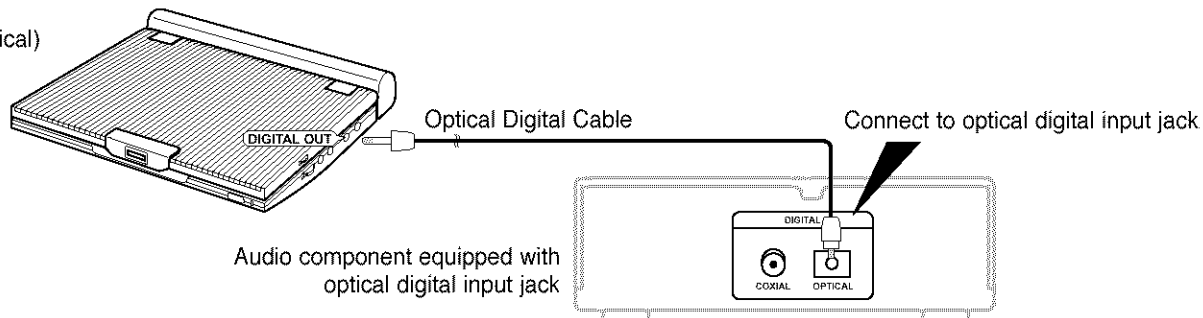 ical)
DIGITAL OUT
Optical Digital Cable
Connect to optical digital input jack
DIGITAL
Audio component equipped with
optical digital input jack
COXIAL OPTICAL